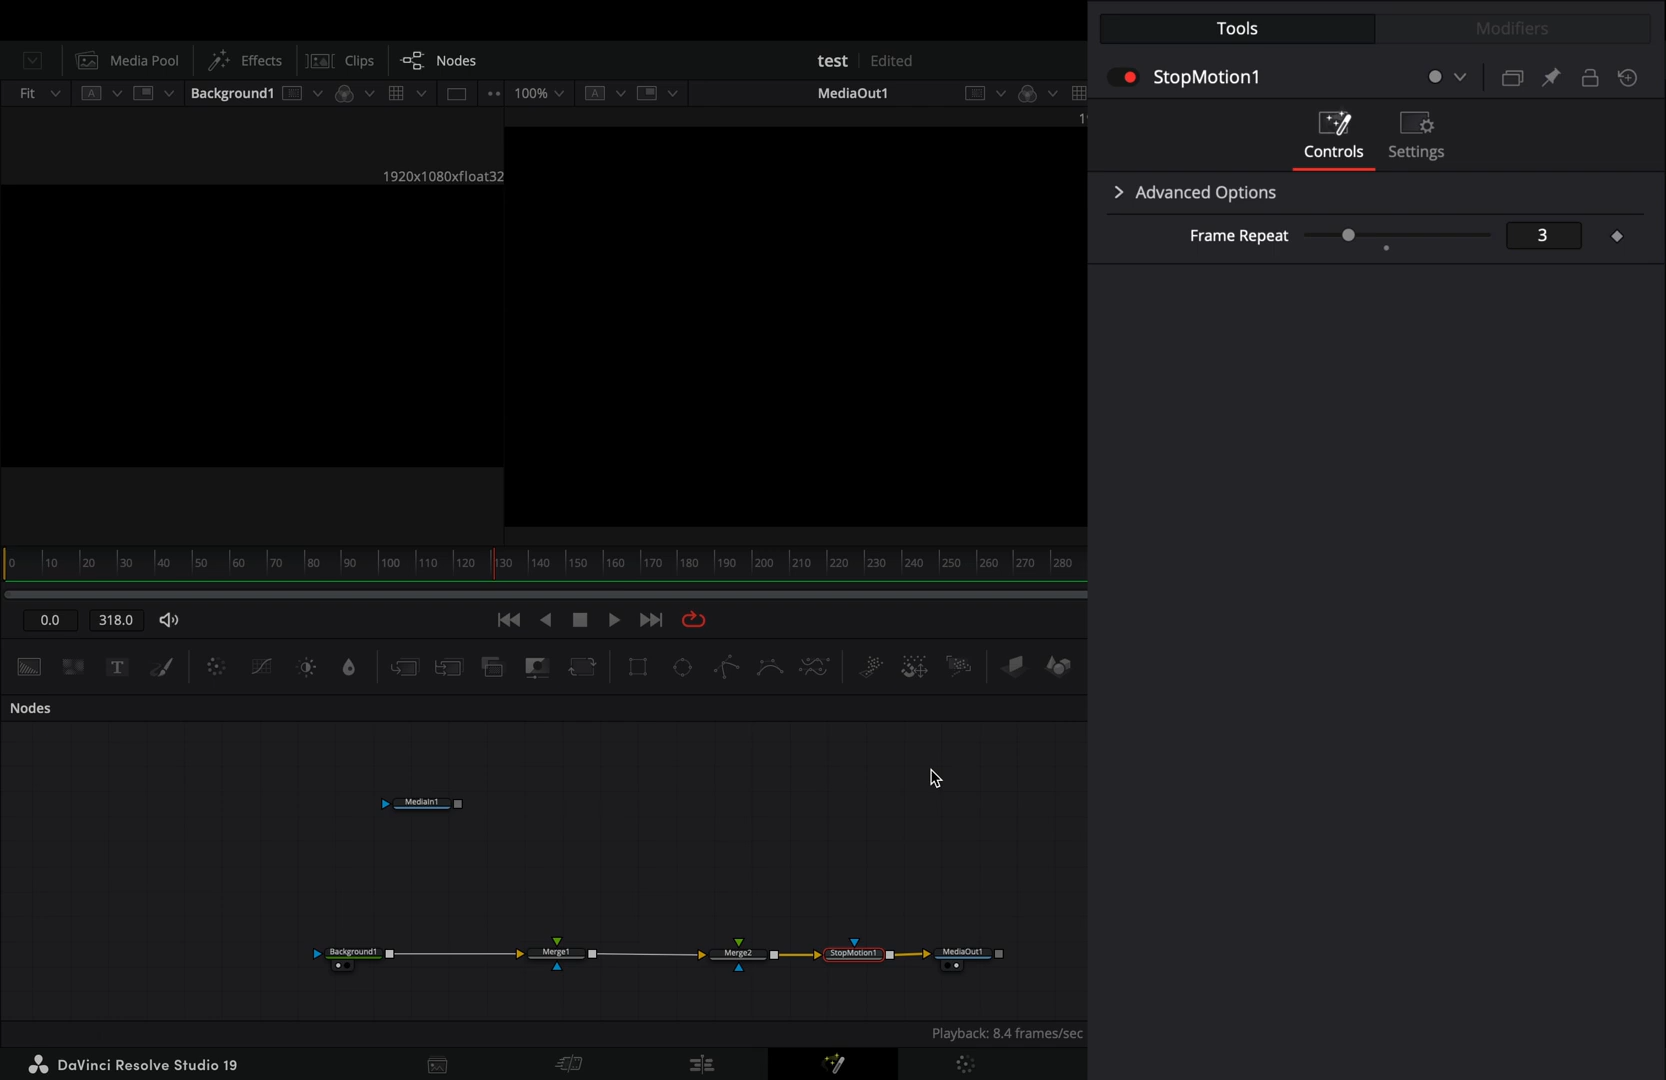 Media Pool Effects Clips Nodes test Edited
Fit Background1 100% MediaOut1
1920x1080xfloat32
Tools Modifiers
StopMotion1
Controls Settings
Advanced Options
Frame Repeat 3
0 10 20 30 40 50 60 70 80 90 100 110 120 130 140 150 160 170 180 190 200 210 220 230 240 250 260 270 280
0.0 318.0
T
Nodes
MediaIn1
Background1 Merge1 Merge2 StopMotion1 MediaOut1
Playback: 8.4 frames/sec
DaVinci Resolve Studio 19